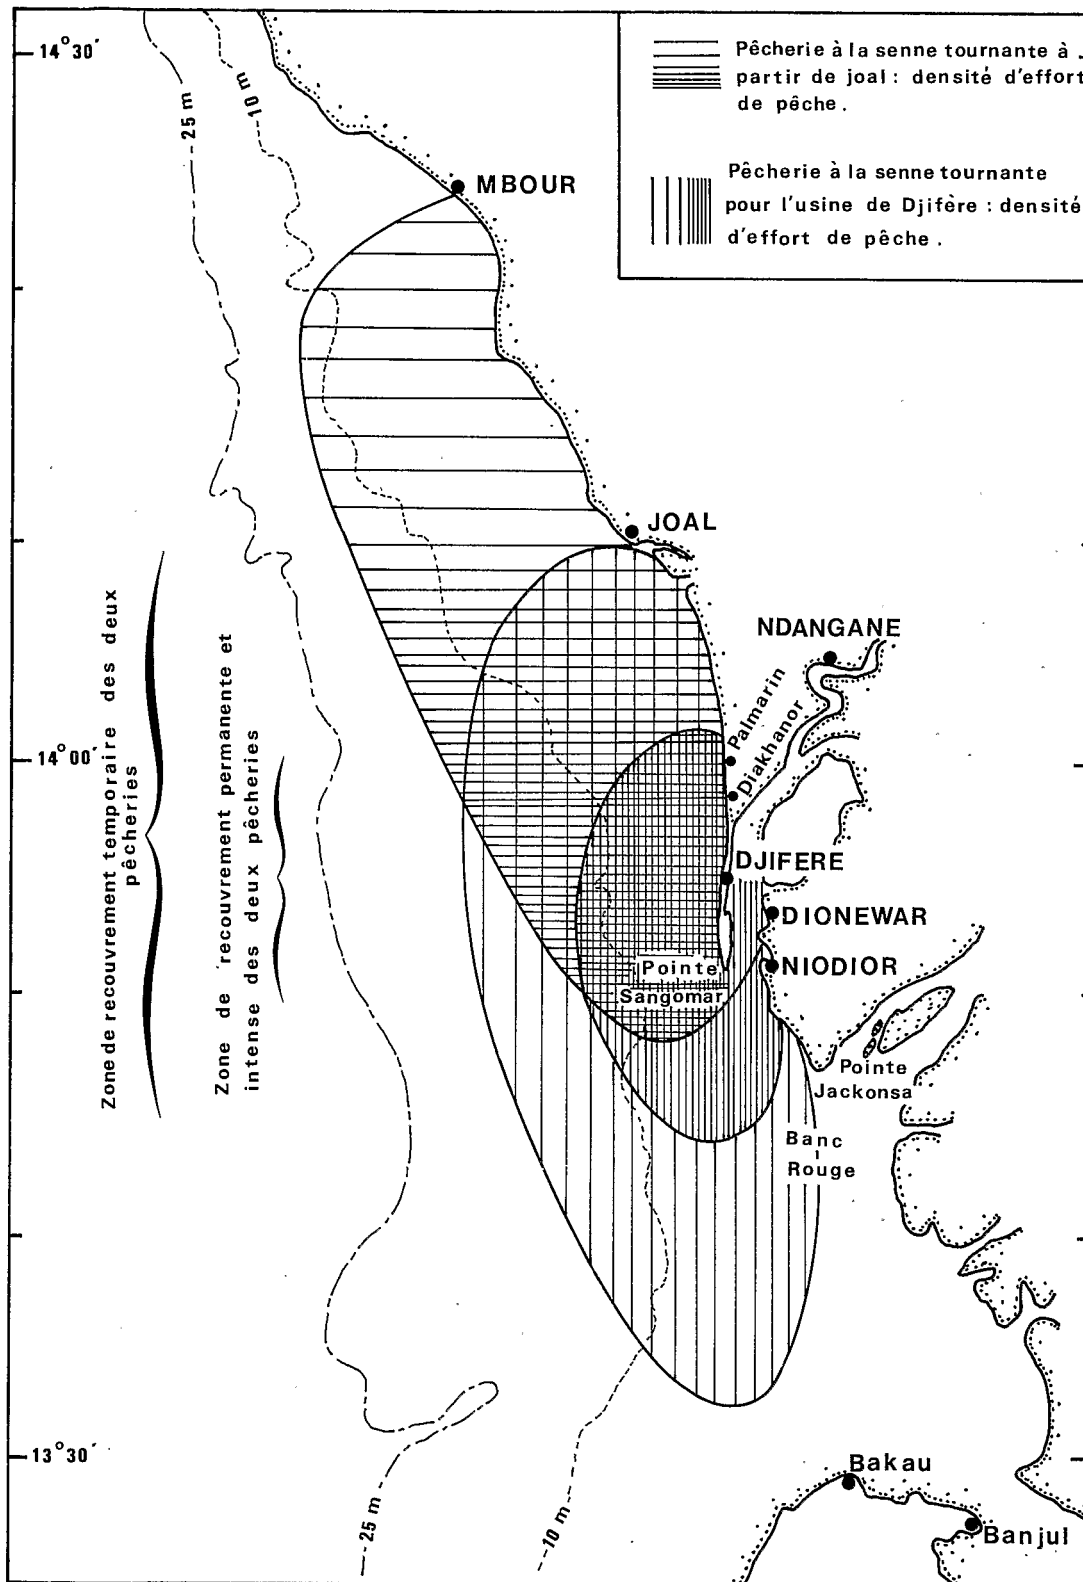 14°30'
25 m
10 m
Pêcherie à la senne tournante à
partir de joal : densité d'effort
de pêche .
Pêcherie à la senne tournante
pour l'usine de Djifère : densité
d'effort de pêche .
MBOUR
JOAL
NDANGANE
Palmarin
Diakhanor
14°00'
DJIFERE
DIONEWAR
NIODIOR
Pointe
Sangomar
Pointe
Jackonsa
Banc
Rouge
Zone de recouvrement temporaire des deux
pêcheries
Zone de recouvrement permanente et
intense des deux pêcheries
13°30'
Bakau
Banjul
25 m
10 m